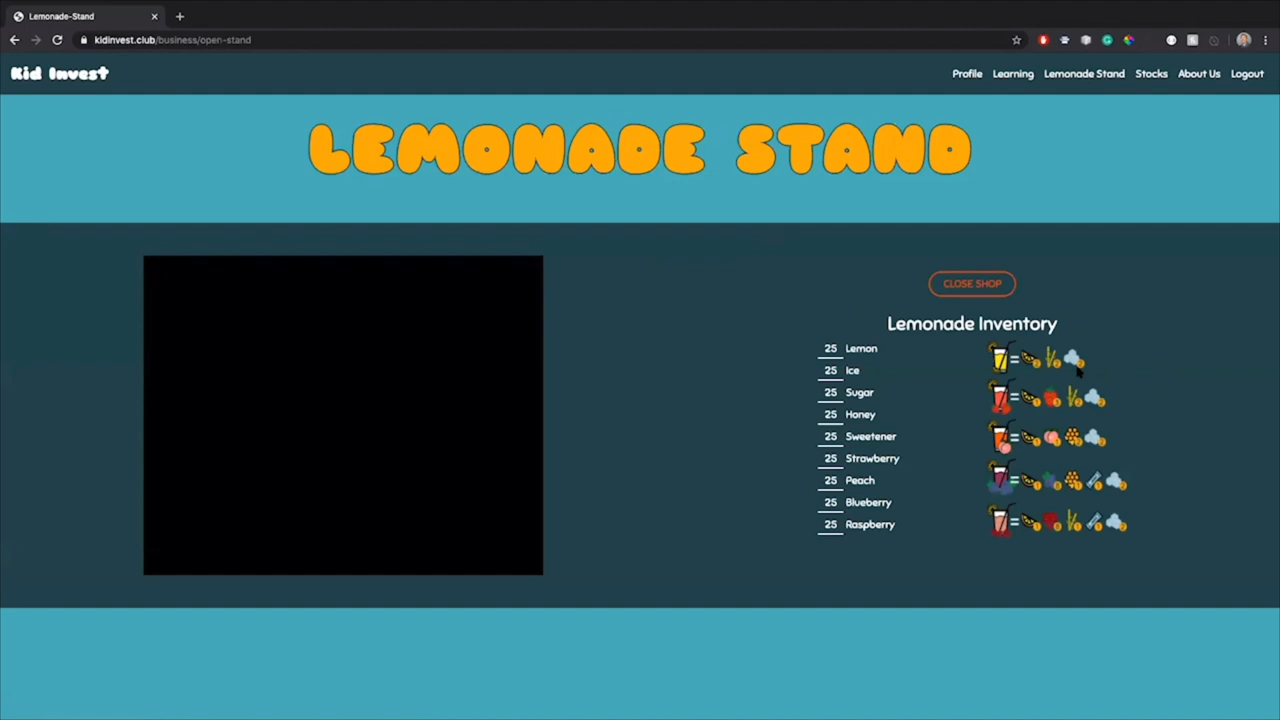 Lemonade-Stand
kidinvest.club/business/open-stand
Kid Invest
Profile Learning Lemonade Stand Stocks About Us Logout
LEMONADE STAND
CLOSE SHOP
Lemonade Inventory
25 Lemon
25 Ice
25 Sugar
25 Honey
25 Sweetener
25 Strawberry
25 Peach
25 Blueberry
25 Raspberry